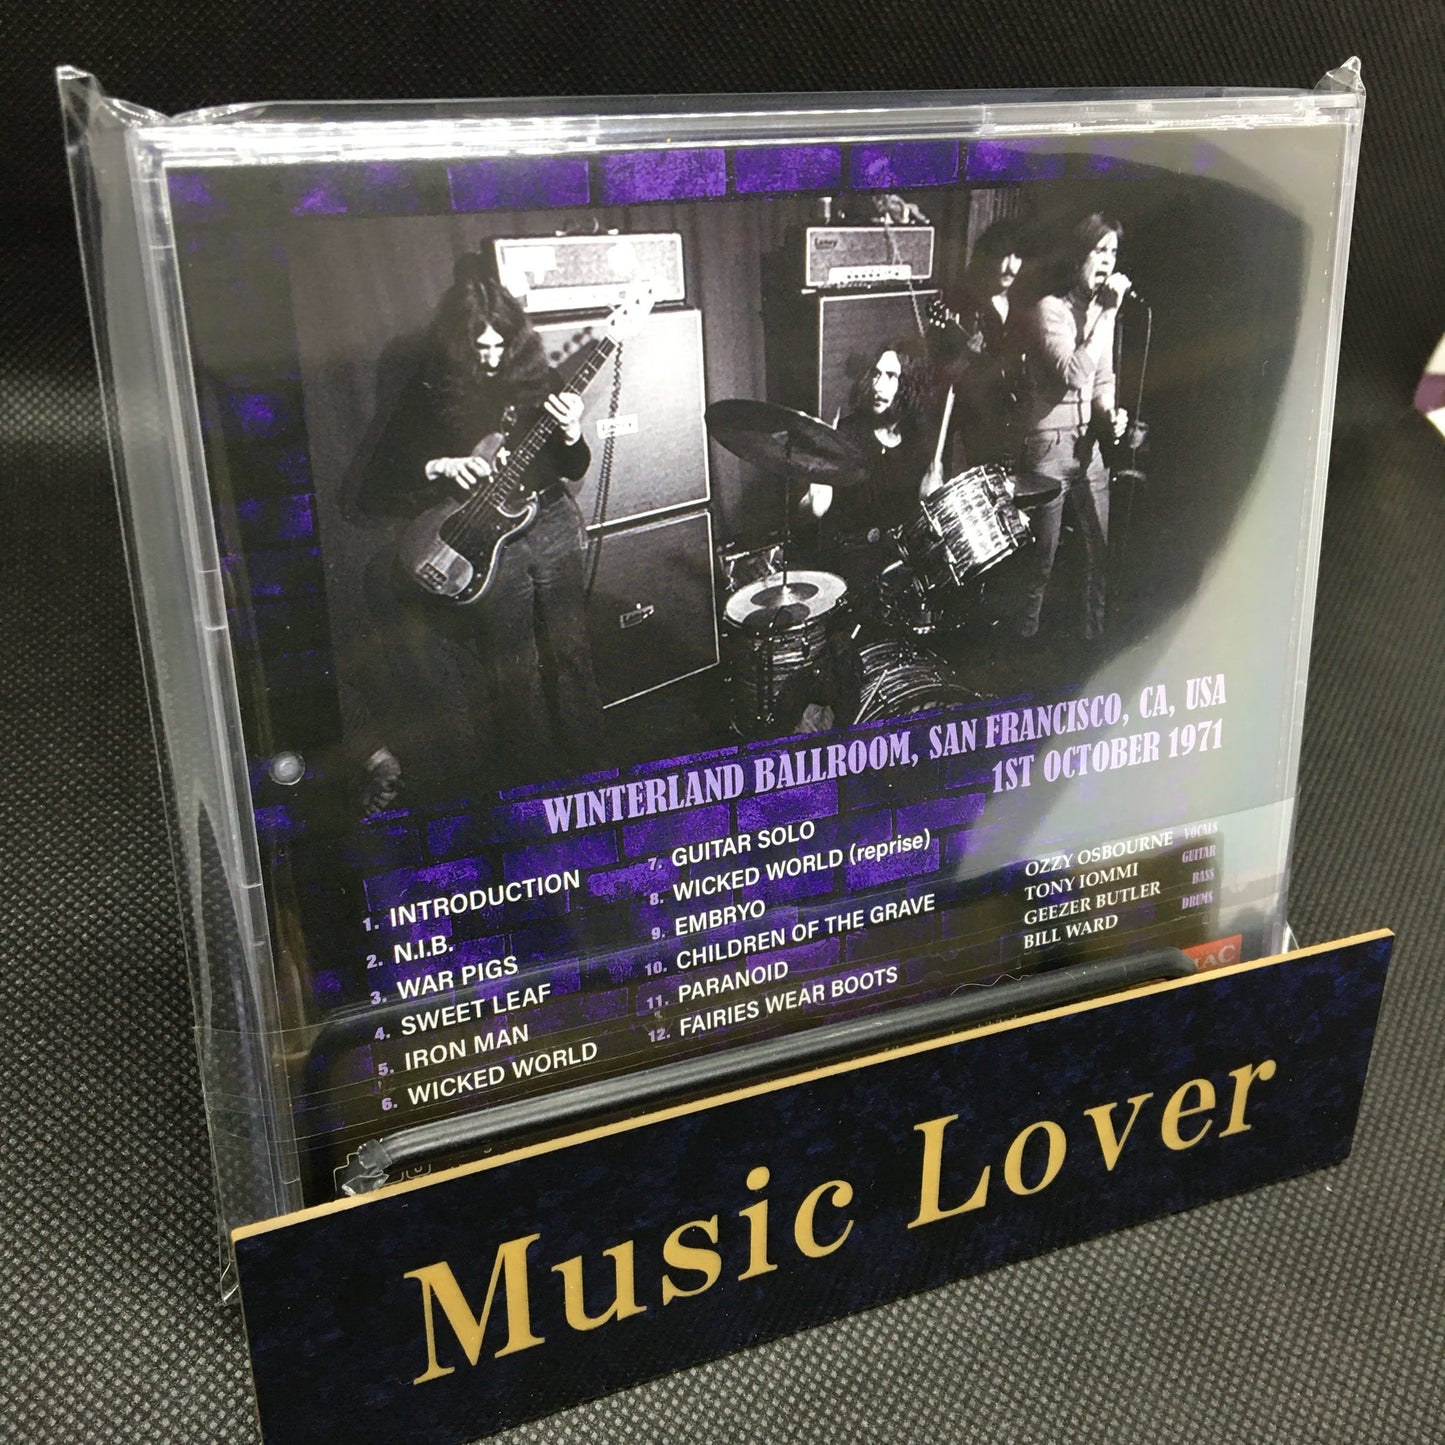 Laney
WINTERLAND BALLROOM, SAN FRANCISCO, CA, USA
1ST OCTOBER 1971
1. INTRODUCTION
2. N.I.B.
3. WAR PIGS
4. SWEET LEAF
5. IRON MAN
6. WICKED WORLD
7. GUITAR SOLO
8. WICKED WORLD (reprise)
9. EMBRYO
10. CHILDREN OF THE GRAVE
11. PARANOID
12. FAIRIES WEAR BOOTS
OZZY OSBOURNE VOCALS
TONY IOMMI GUITAR
GEEZER BUTLER BASS
BILL WARD DRUMS
Music Lover